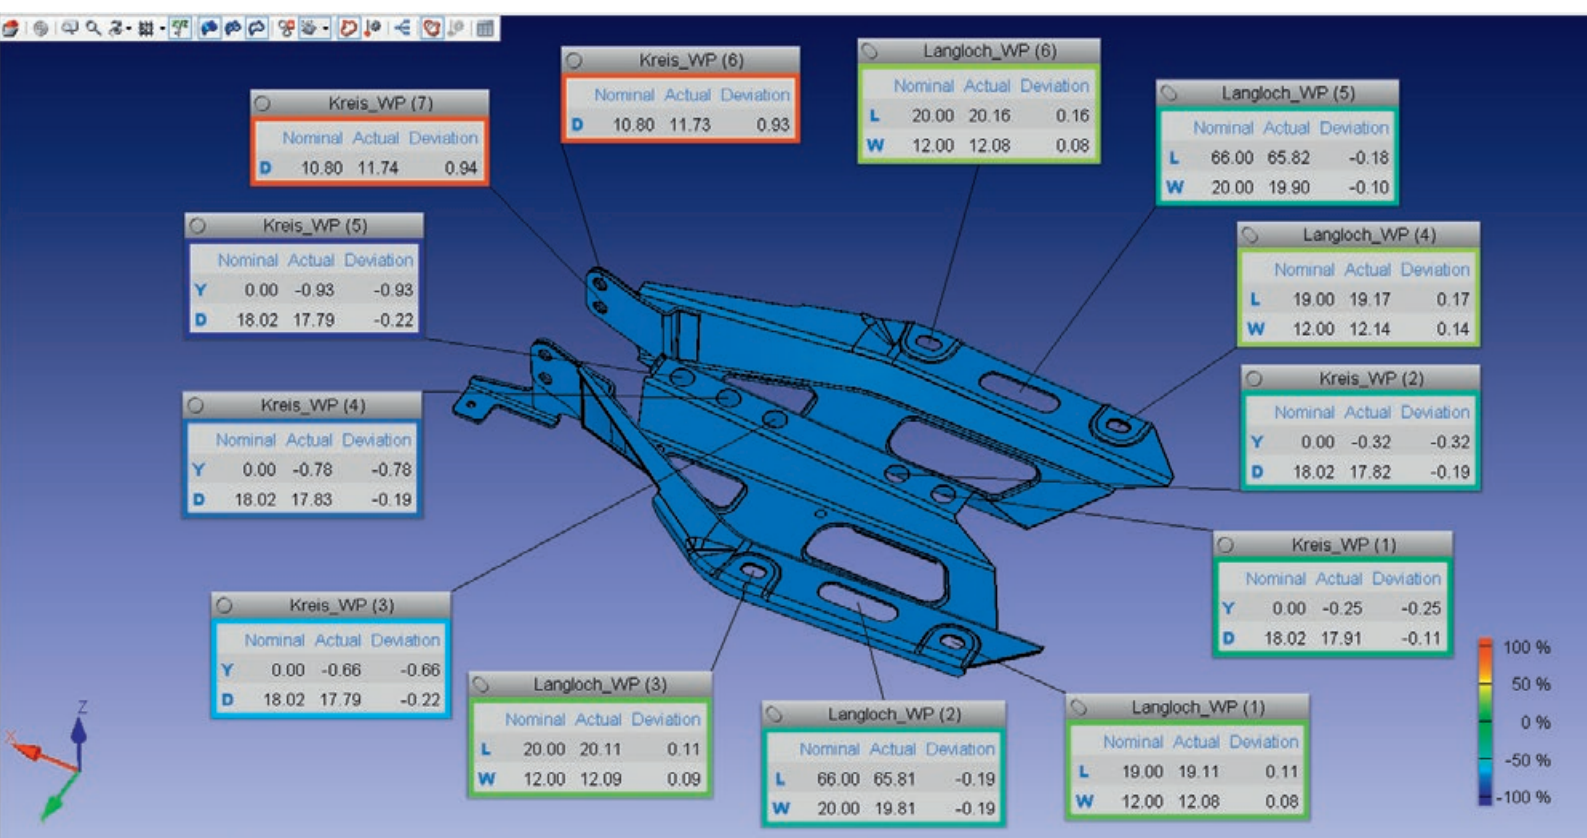 Kreis_WP (7)
Nominal Actual Deviation
D 10.80 11.74 0.94
Kreis_WP (6)
Nominal Actual Deviation
D 10.80 11.73 0.93
Langloch_WP (6)
Nominal Actual Deviation
L 20.00 20.16 0.16
W 12.00 12.08 0.08
Langloch_WP (5)
Nominal Actual Deviation
L 66.00 65.82 -0.18
W 20.00 19.90 -0.10
Kreis_WP (5)
Nominal Actual Deviation
Y 0.00 -0.93 -0.93
D 18.02 17.79 -0.22
Langloch_WP (4)
Nominal Actual Deviation
L 19.00 19.17 0.17
W 12.00 12.14 0.14
Kreis_WP (4)
Nominal Actual Deviation
Y 0.00 -0.78 -0.78
D 18.02 17.83 -0.19
Kreis_WP (2)
Nominal Actual Deviation
Y 0.00 -0.32 -0.32
D 18.02 17.82 -0.19
Kreis_WP (3)
Nominal Actual Deviation
Y 0.00 -0.66 -0.66
D 18.02 17.79 -0.22
Kreis_WP (1)
Nominal Actual Deviation
Y 0.00 -0.25 -0.25
D 18.02 17.91 -0.11
Langloch_WP (3)
Nominal Actual Deviation
L 20.00 20.11 0.11
W 12.00 12.09 0.09
Langloch_WP (2)
Nominal Actual Deviation
L 66.00 65.81 -0.19
W 20.00 19.81 -0.19
Langloch_WP (1)
Nominal Actual Deviation
L 19.00 19.11 0.11
W 12.00 12.08 0.08
100 %
50 %
0 %
-50 %
-100 %
Z
X